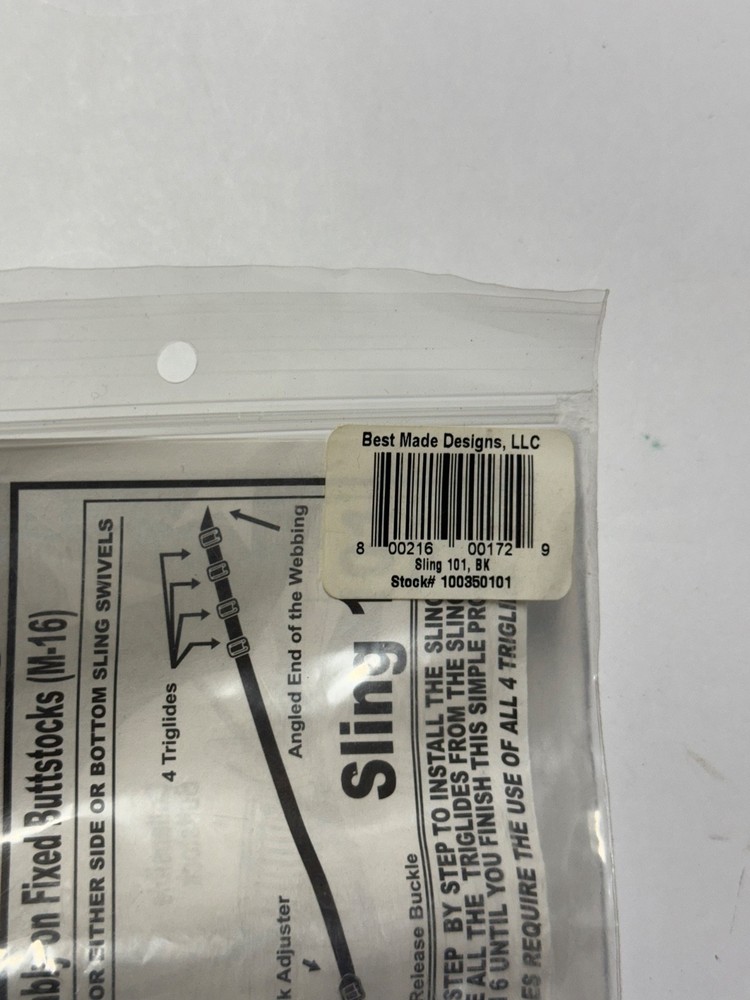 Best Made Designs, LLC
8 00216 00172 9
Sling 101, BK
Stock# 100350101
on Fixed Buttstocks (M-16)
OR EITHER SIDE OR BOTTOM SLING SWIVELS
4 Triglides
Angled End of the Webbing
k Adjuster
Sling 1
Release Buckle
STEP BY STEP TO INSTALL THE SLING
E ALL THE TRIGLIDES FROM THE SLING
6 UNTIL YOU FINISH THIS SIMPLE PRO
ES REQUIRE THE USE OF ALL 4 TRIGLI